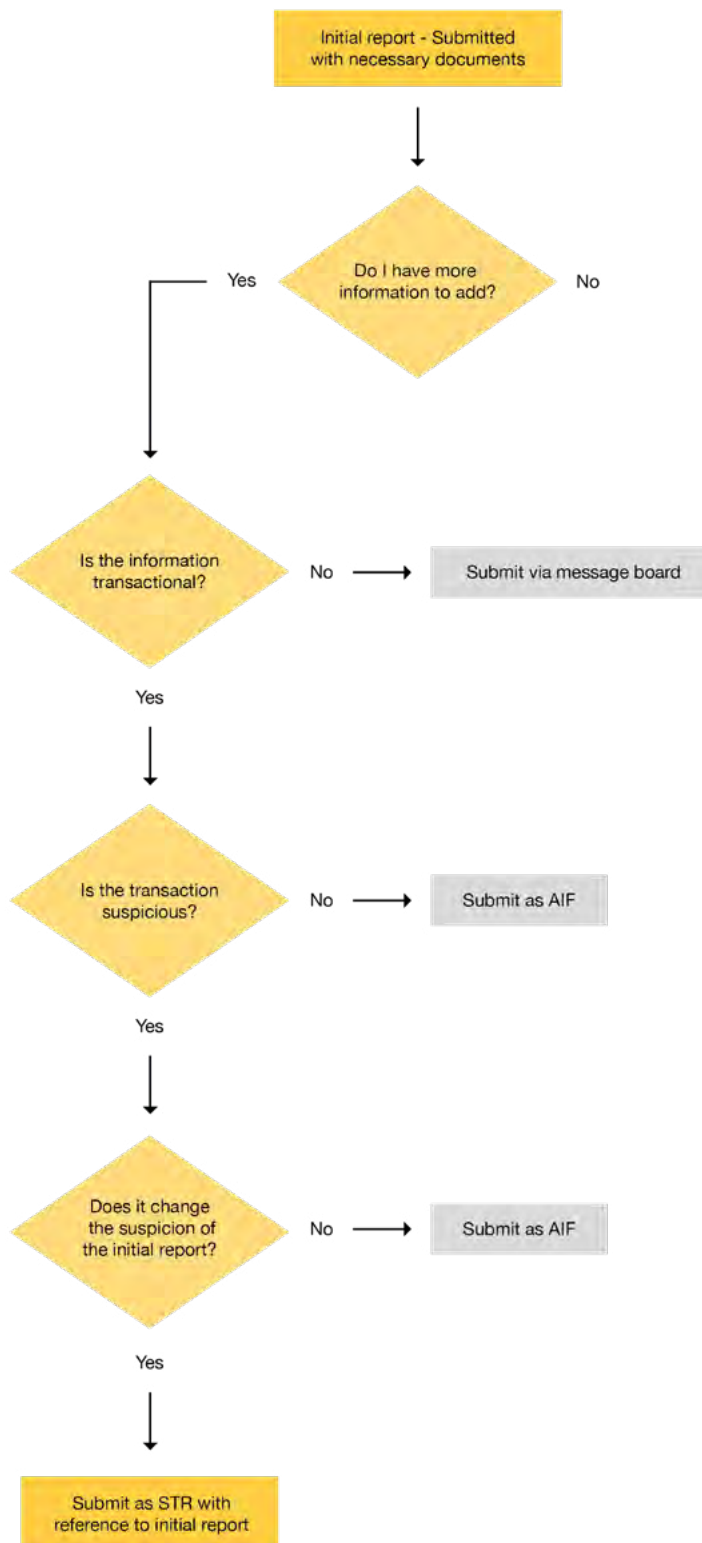 Initial report - Submitted
with necessary documents
Do I have more
information to add?
Yes
No
Is the information
transactional?
No
Submit via message board
Yes
Is the transaction
suspicious?
No
Submit as AIF
Yes
Does it change
the suspicion of
the initial report?
No
Submit as AIF
Yes
Submit as STR with
reference to initial report